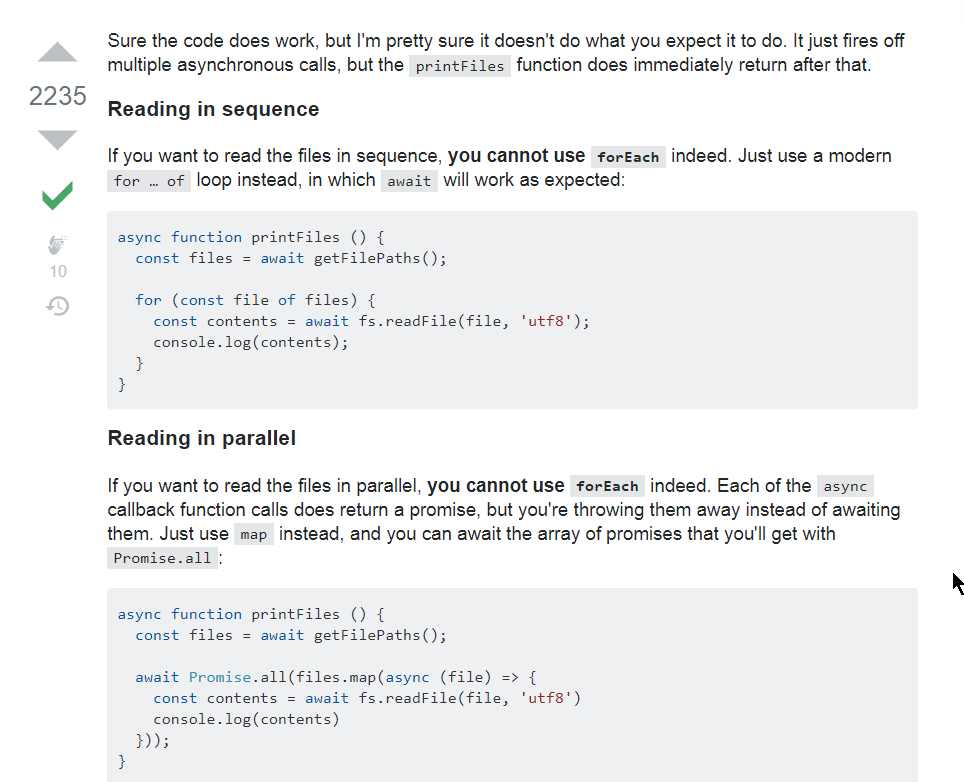 Sure the code does work, but I'm pretty sure it doesn't do what you expect it to do. It just fires off
multiple asynchronous calls, but the printFiles function does immediately return after that.
2235
Reading in sequence
If you want to read the files in sequence, you cannot use forEach indeed. Just use a modern
for … of loop instead, in which await will work as expected:
10
async function printFiles () {
  const files = await getFilePaths();

  for (const file of files) {
    const contents = await fs.readFile(file, 'utf8');
    console.log(contents);
  }
}
Reading in parallel
If you want to read the files in parallel, you cannot use forEach indeed. Each of the async
callback function calls does return a promise, but you're throwing them away instead of awaiting
them. Just use map instead, and you can await the array of promises that you'll get with
Promise.all:
async function printFiles () {
  const files = await getFilePaths();

  await Promise.all(files.map(async (file) => {
    const contents = await fs.readFile(file, 'utf8')
    console.log(contents)
  }));
}